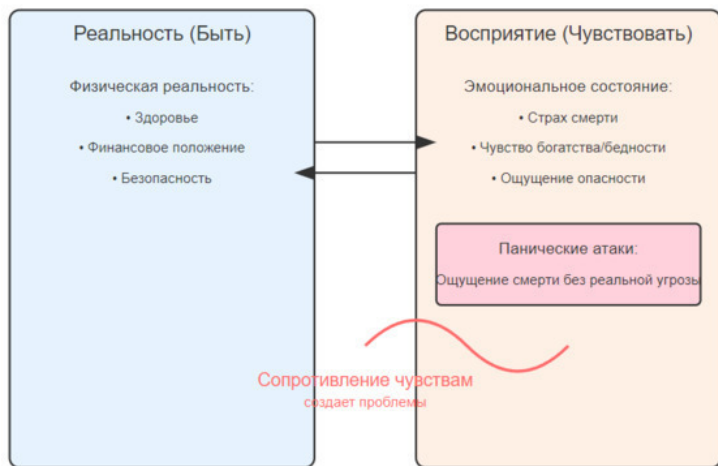 Реальность (Быть)
Физическая реальность:
• Здоровье
• Финансовое положение
• Безопасность
Восприятие (Чувствовать)
Эмоциональное состояние:
• Страх смерти
• Чувство богатства/бедности
• Ощущение опасности
Панические атаки:
Ощущение смерти без реальной угрозы
Сопротивление чувствам
создает проблемы